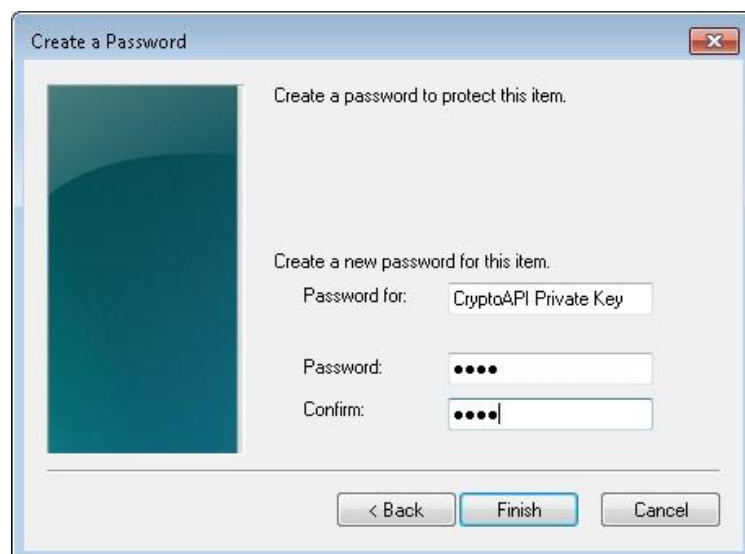 Create a Password
Create a password to protect this item.
Create a new password for this item.
Password for: CryptoAPI Private Key
Password: ●●●●
Confirm: ●●●●
< Back Finish Cancel